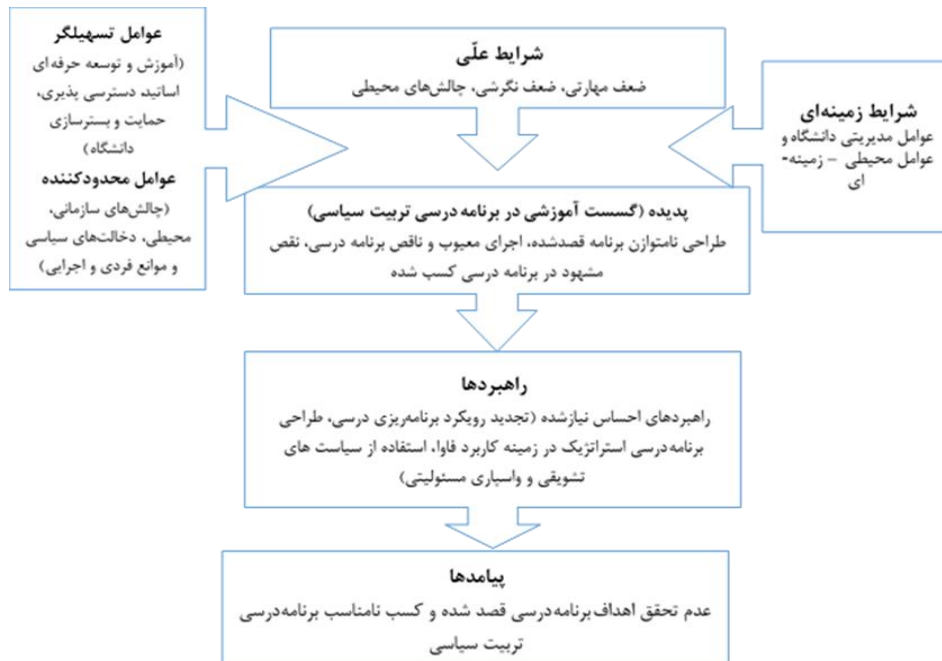 شرایط علّی
ضعف مهارتی، ضعف نگرشی، چالش‌های محیطی
شرایط زمینه‌ای
عوامل مدیریتی دانشگاه و
عوامل محیطی – زمینه-
ای
عوامل تسهیلگر
(آموزش و توسعه حرفه‌ای
اساتید، دسترسی پذیری،
حمایت و بسترسازی
دانشگاه)
عوامل محدودکننده
(چالش‌های سازمانی،
محیطی، دخالت‌های سیاسی
و موانع فردی و اجرایی)
پدیده (گسست آموزشی در برنامه درسی تربیت سیاسی)
طراحی نامتوازن برنامه قصدشده، اجرای معیوب و ناقص برنامه درسی، نقص
مشهود در برنامه درسی کسب شده
راهبردها
راهبردهای احساس نیازشده (تجدید رویکرد برنامه‌ریزی درسی، طراحی
برنامه‌درسی استراتژیک در زمینه کاربرد فاوا، استفاده از سیاست های
تشویقی و واسپاری مسئولیتی)
پیامدها
عدم تحقق اهداف برنامه‌درسی قصد شده و کسب نامناسب برنامه‌درسی
تربیت سیاسی